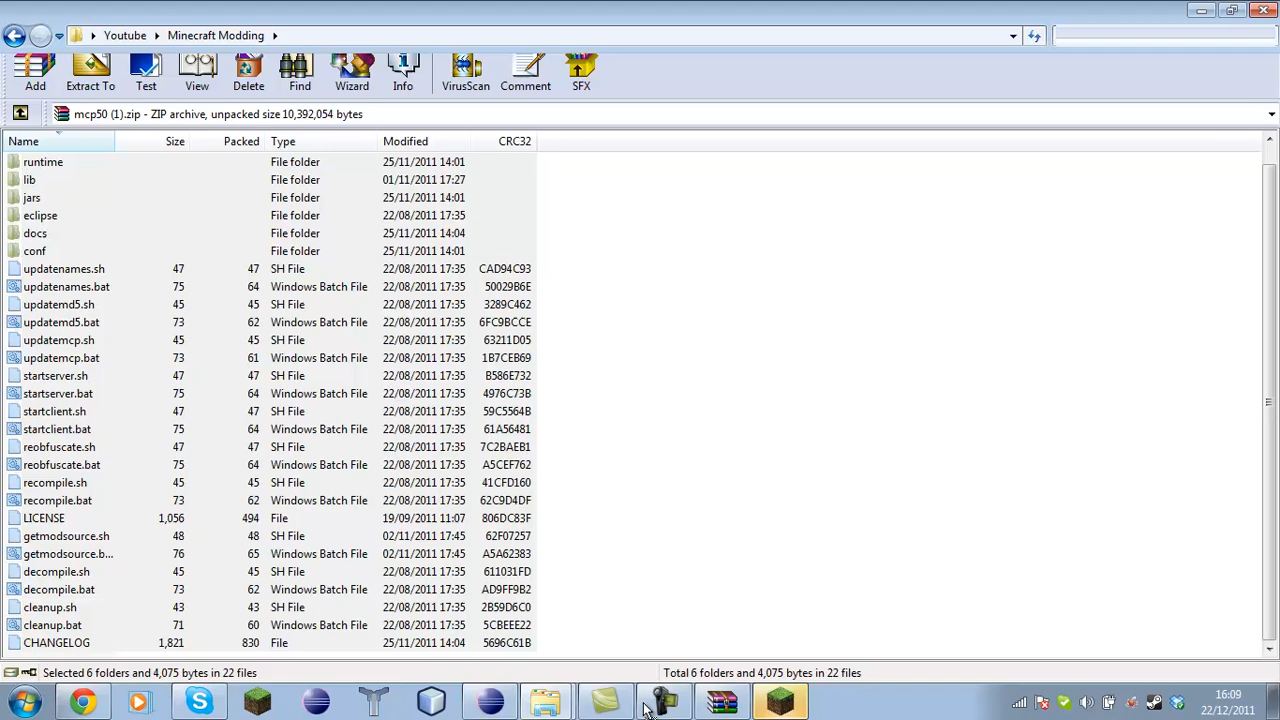 Youtube Minecraft Modding
Add Extract To Test View Delete Find Wizard Info VirusScan Comment SFX
mcp50 (1).zip - ZIP archive, unpacked size 10,392,054 bytes
Name Size Packed Type Modified CRC32
runtime File folder 25/11/2011 14:01
lib File folder 01/11/2011 17:27
jars File folder 25/11/2011 14:01
eclipse File folder 22/08/2011 17:35
docs File folder 25/11/2011 14:04
conf File folder 25/11/2011 14:01
updatenames.sh 47 47 SH File 22/08/2011 17:35 CAD94C93
updatenames.bat 75 64 Windows Batch File 22/08/2011 17:35 50029B6E
updatemd5.sh 45 45 SH File 22/08/2011 17:35 3289C462
updatemd5.bat 73 62 Windows Batch File 22/08/2011 17:35 6FC9BCCE
updatemcp.sh 45 45 SH File 22/08/2011 17:35 63211D05
updatemcp.bat 73 61 Windows Batch File 22/08/2011 17:35 1B7CEB69
startserver.sh 47 47 SH File 22/08/2011 17:35 B586E732
startserver.bat 75 64 Windows Batch File 22/08/2011 17:35 4976C73B
startclient.sh 47 47 SH File 22/08/2011 17:35 59C5564B
startclient.bat 75 64 Windows Batch File 22/08/2011 17:35 61A56481
reobfuscate.sh 47 47 SH File 22/08/2011 17:35 7C2BAEB1
reobfuscate.bat 75 64 Windows Batch File 22/08/2011 17:35 A5CEF762
recompile.sh 45 45 SH File 22/08/2011 17:35 41CFD160
recompile.bat 73 62 Windows Batch File 22/08/2011 17:35 62C9D4DF
LICENSE 1,056 494 File 19/09/2011 11:07 806DC83F
getmodsource.sh 48 48 SH File 02/11/2011 17:45 62F07257
getmodsource.b... 76 65 Windows Batch File 02/11/2011 17:45 A5A62383
decompile.sh 45 45 SH File 22/08/2011 17:35 611031FD
decompile.bat 73 62 Windows Batch File 22/08/2011 17:35 AD9FF9B2
cleanup.sh 43 43 SH File 22/08/2011 17:35 2B59D6C0
cleanup.bat 71 60 Windows Batch File 22/08/2011 17:35 5CBEEE22
CHANGELOG 1,821 830 File 25/11/2011 14:04 5696C61B
Selected 6 folders and 4,075 bytes in 22 files Total 6 folders and 4,075 bytes in 22 files
16:09
22/12/2011